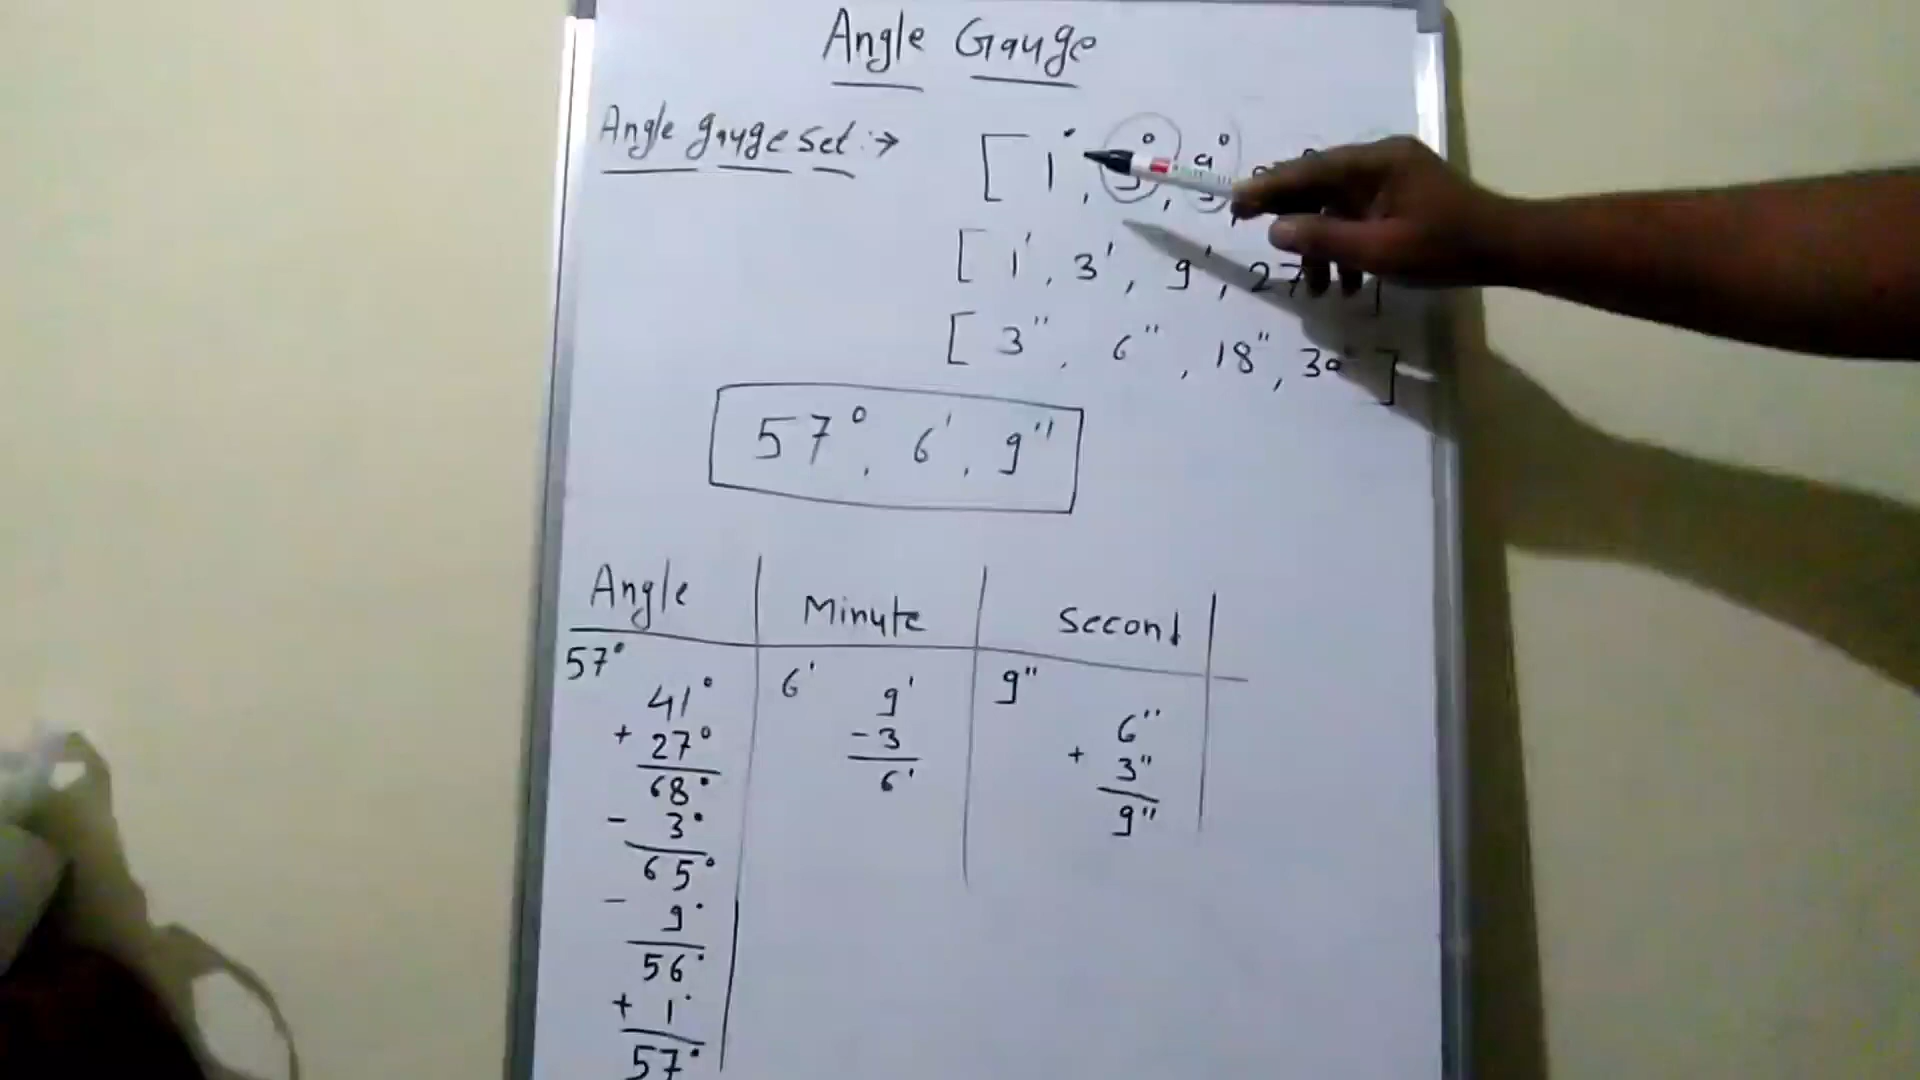 Angle Gauge
Angle gauge set :→ [ 1°, 3°, 9°,
[ 1', 3', 9', 27 ]
[ 3", 6", 18", 30" ]
57°, 6', 9"
Angle | Minute | Second
57° 6' 9"
41° 9' 6"
+ 27° - 3 + 3"
68° 6' 9"
- 3°
65°
- 9°
56°
+ 1°
57°